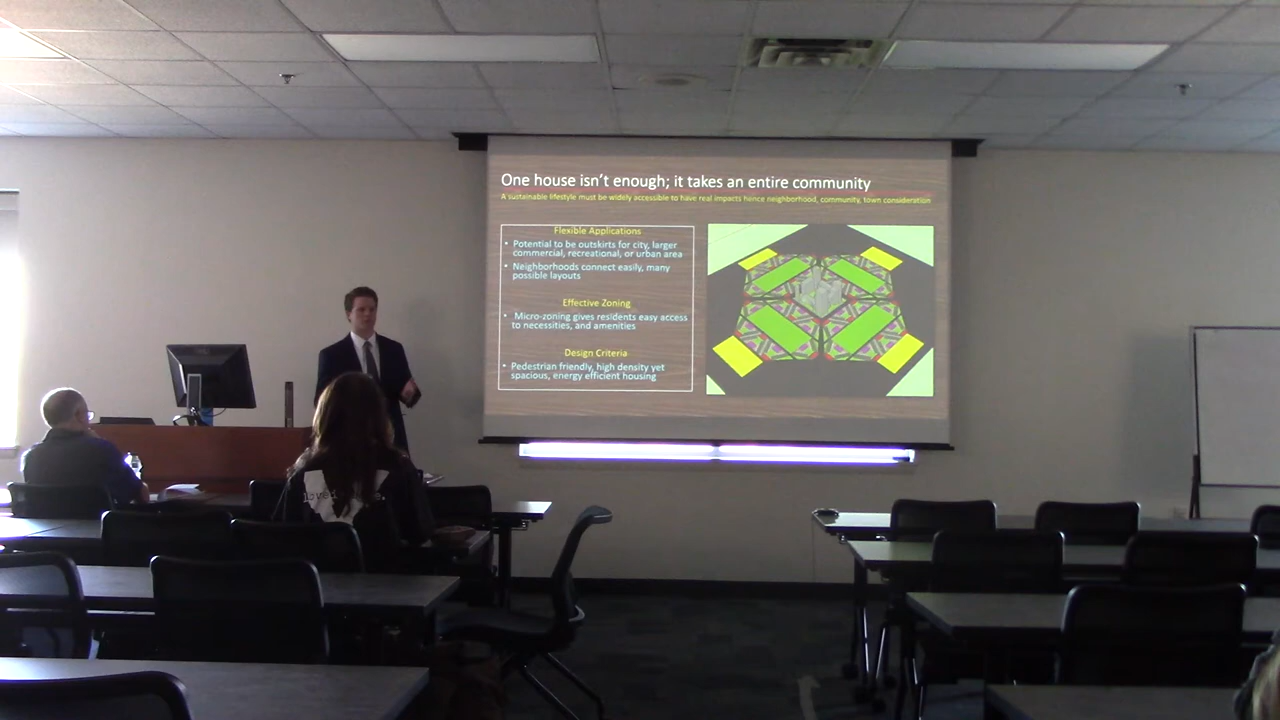 One house isn't enough; it takes an entire community
A sustainable lifestyle must be widely accessible to have real impacts hence neighborhood, community, town consideration
Flexible Applications
• Potential to be outskirts for city, larger
commercial, recreational, or urban area
• Neighborhoods connect easily, many
possible layouts
Effective Zoning
• Micro-zoning gives residents easy access
to necessities, and amenities
Design Criteria
• Pedestrian friendly, high density yet
spacious, energy efficient housing